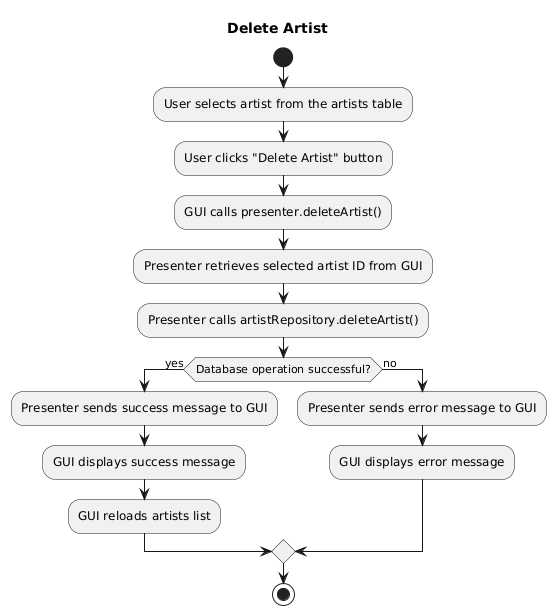 Delete Artist
User selects artist from the artists table
User clicks "Delete Artist" button
GUI calls presenter.deleteArtist()
Presenter retrieves selected artist ID from GUI
Presenter calls artistRepository.deleteArtist()
yes
Database operation successful?
no
Presenter sends success message to GUI
Presenter sends error message to GUI
GUI displays success message
GUI displays error message
GUI reloads artists list